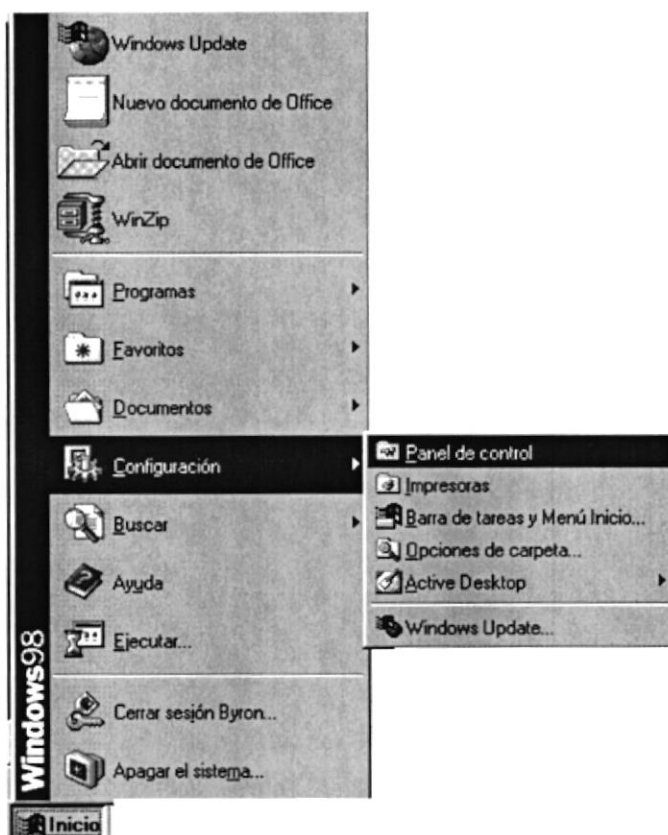 Windows Update
Nuevo documento de Office
Abrir documento de Office
WinZip
Programas
Favoritos
Documentos
Configuración
Buscar
Ayuda
Ejecutar...
Cerrar sesión Byron...
Apagar el sistema...
Panel de control
Impresoras
Barra de tareas y Menú Inicio...
Opciones de carpeta...
Active Desktop
Windows Update...
Windows98
Inicio